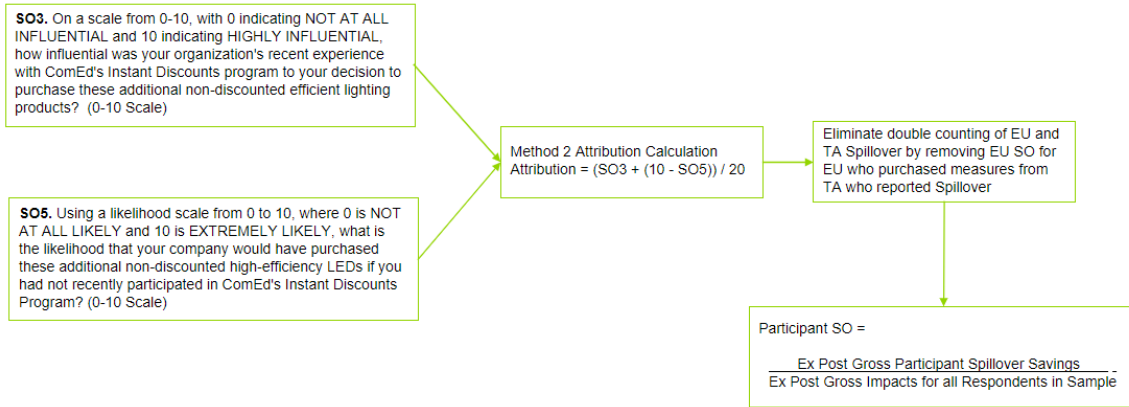 SO3. On a scale from 0-10, with 0 indicating NOT AT ALL
INFLUENTIAL and 10 indicating HIGHLY INFLUENTIAL,
how influential was your organization's recent experience
with ComEd's Instant Discounts program to your decision to
purchase these additional non-discounted efficient lighting
products? (0-10 Scale)
SO5. Using a likelihood scale from 0 to 10, where 0 is NOT
AT ALL LIKELY and 10 is EXTREMELY LIKELY, what is
the likelihood that your company would have purchased
these additional non-discounted high-efficiency LEDs if you
had not recently participated in ComEd's Instant Discounts
Program? (0-10 Scale)
Method 2 Attribution Calculation
Attribution = (SO3 + (10 - SO5)) / 20
Eliminate double counting of EU and
TA Spillover by removing EU SO for
EU who purchased measures from
TA who reported Spillover
Participant SO =
Ex Post Gross Participant Spillover Savings
Ex Post Gross Impacts for all Respondents in Sample